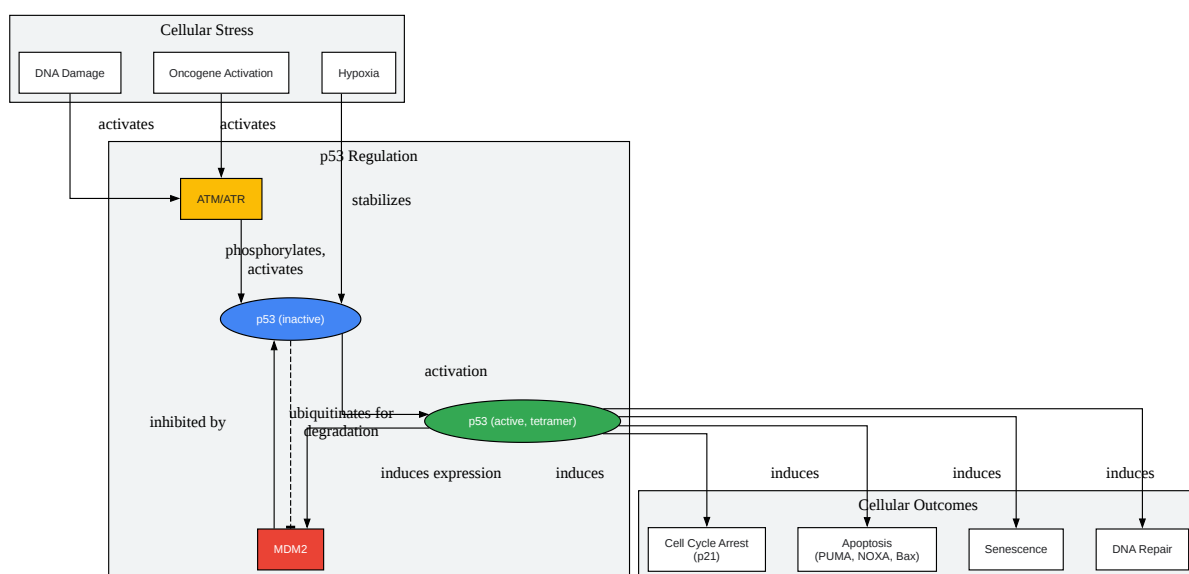 Cellular Stress
DNA Damage
Oncogene Activation
Hypoxia
activates
activates
p53 Regulation
ATM/ATR
stabilizes
phosphorylates,
activates
p53 (inactive)
activation
inhibited by
ubiquitinates for
degradation
p53 (active, tetramer)
induces expression
induces
induces
induces
induces
Cellular Outcomes
MDM2
Cell Cycle Arrest
(p21)
Apoptosis
(PUMA, NOXA, Bax)
Senescence
DNA Repair